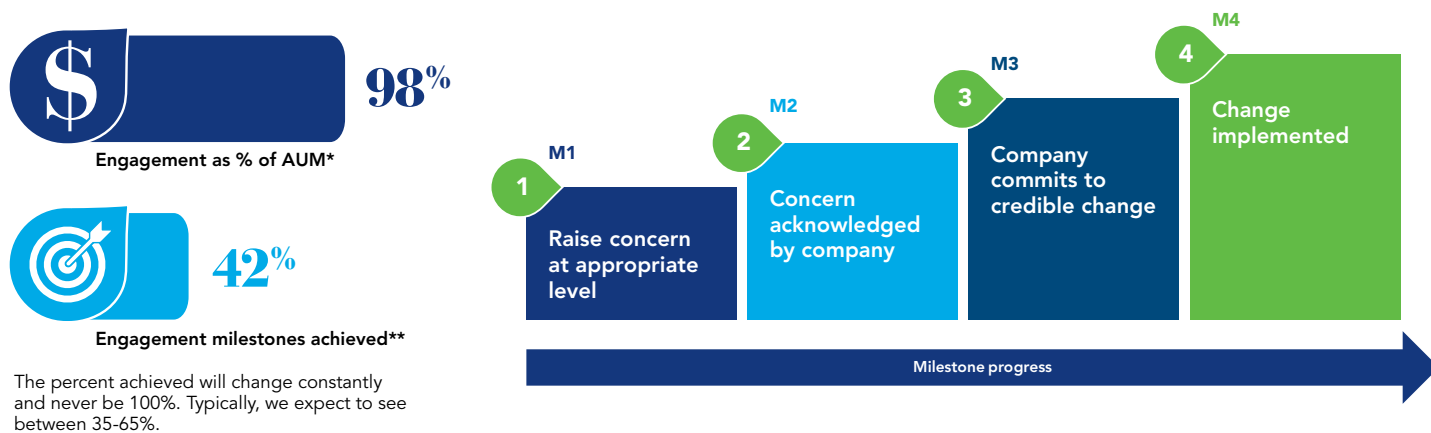 $
98%
Engagement as % of AUM*
42%
Engagement milestones achieved**
The percent achieved will change constantly
and never be 100%. Typically, we expect to see
between 35-65%.
M1
1
Raise concern
at appropriate
level
M2
2
Concern
acknowledged
by company
M3
3
Company
commits to
credible change
M4
4
Change
implemented
Milestone progress